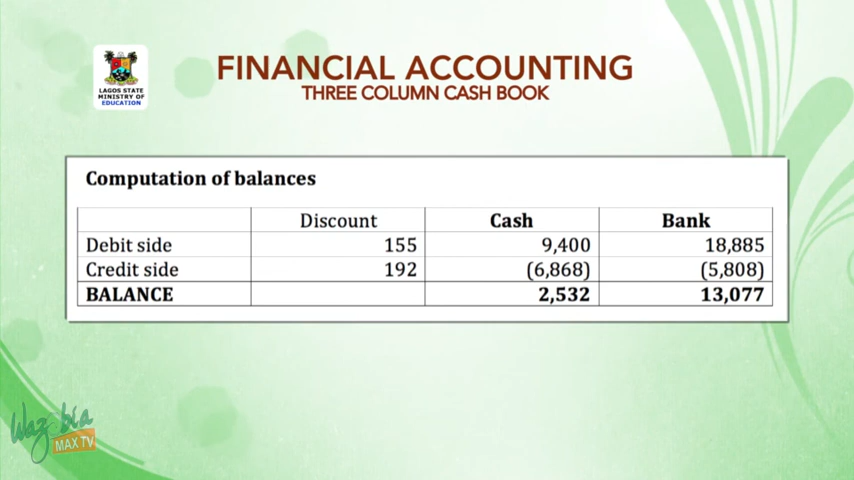 LAGOS STATE
MINISTRY OF
EDUCATION
FINANCIAL ACCOUNTING
THREE COLUMN CASH BOOK
Computation of balances
Discount Cash Bank
Debit side 155 9,400 18,885
Credit side 192 (6,868) (5,808)
BALANCE 2,532 13,077
Wazobia
MAX TV